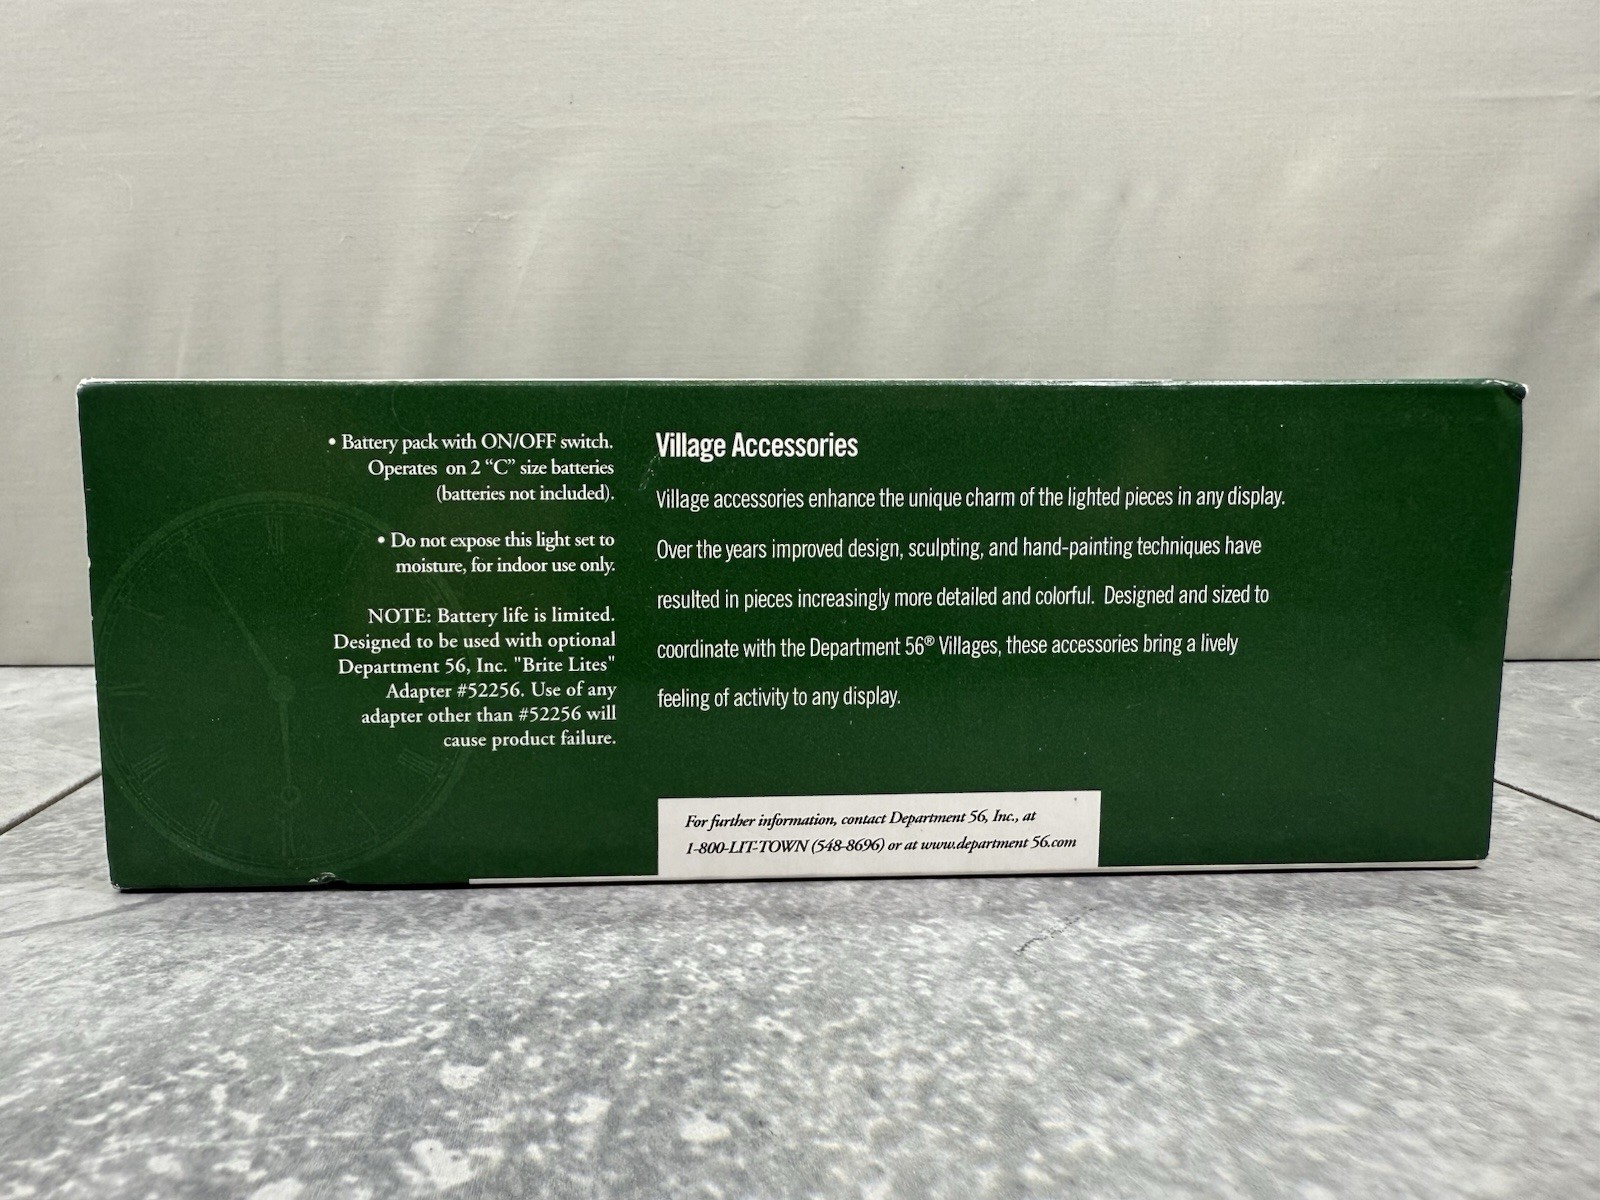 • Battery pack with ON/OFF switch.
Operates on 2 “C” size batteries
(batteries not included).
• Do not expose this light set to
moisture, for indoor use only.
NOTE: Battery life is limited.
Designed to be used with optional
Department 56, Inc. "Brite Lites"
Adapter #52256. Use of any
adapter other than #52256 will
cause product failure.
Village Accessories
Village accessories enhance the unique charm of the lighted pieces in any display.
Over the years improved design, sculpting, and hand-painting techniques have
resulted in pieces increasingly more detailed and colorful. Designed and sized to
coordinate with the Department 56® Villages, these accessories bring a lively
feeling of activity to any display.
For further information, contact Department 56, Inc., at
1-800-LIT-TOWN (548-8696) or at www.department 56.com